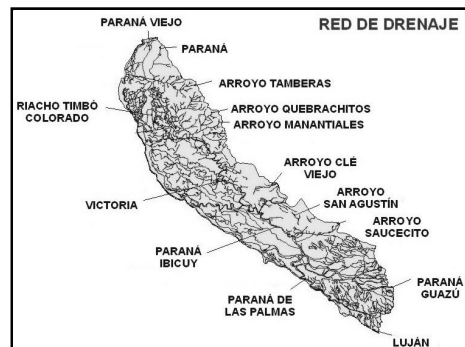 PARANÁ VIEJO
RED DE DRENAJE
PARANÁ
ARROYO TAMBERAS
RIACHO TIMBÓ
COLORADO
ARROYO QUEBRACHITOS
ARROYO MANANTIALES
ARROYO CLÉ
VIEJO
VICTORIA
ARROYO
SAN AGUSTÍN
ARROYO
SAUCECITO
PARANÁ
IBICUY
PARANÁ
GUAZÚ
PARANÁ DE
LAS PALMAS
LUJÁN